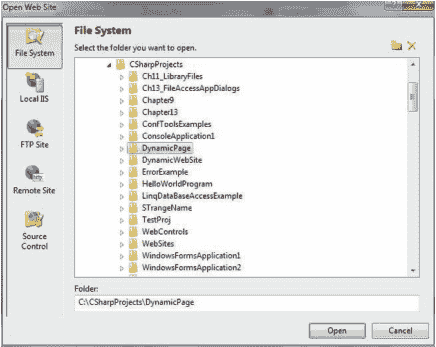 Open Web Site
File System
Local IIS
FTP Site
Remote Site
Source
Control
File System
Select the folder you want to open.
CSharpProjects
Ch11_LibraryFiles
Ch13_FileAccessAppDialogs
Chapter9
Chapter13
ConfToolsExamples
ConsoleApplication1
DynamicPage
DynamicWebSite
ErrorExample
HelloWorldProgram
LinqDataBaseAccessExample
STrangeName
TestProj
WebControls
WebSites
WindowsFormsApplication1
WindowsFormsApplication2
Folder:
C:\CSharpProjects\DynamicPage
Open
Cancel